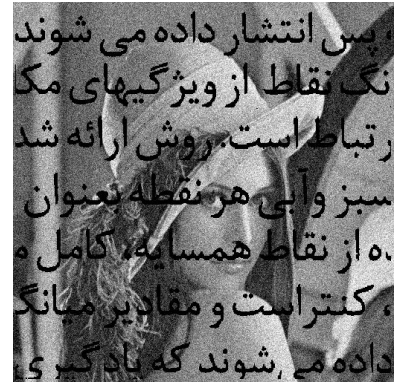 ، پس انتشار داده می شوند
نگ نقاط از ویژگیهای مکا
رتباط است. روش ارائه شد
سبز وآبی هر نقطه بعنوان
ه از نقاط همسایه، کامل م
، کنتراست و مقادیر میانگ
داده می شوند که یادگیری